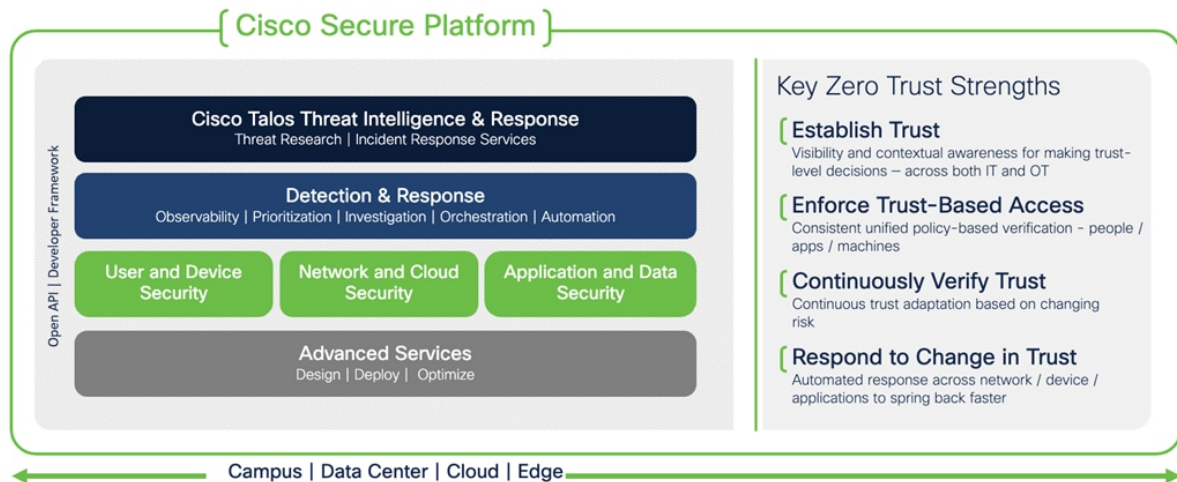 Cisco Secure Platform
Open API | Developer Framework
Cisco Talos Threat Intelligence & Response
Threat Research | Incident Response Services
Detection & Response
Observability | Prioritization | Investigation | Orchestration | Automation
User and Device
Security
Network and Cloud
Security
Application and Data
Security
Advanced Services
Design | Deploy | Optimize
Key Zero Trust Strengths
Establish Trust
Visibility and contextual awareness for making trust-
level decisions – across both IT and OT
Enforce Trust-Based Access
Consistent unified policy-based verification - people /
apps / machines
Continuously Verify Trust
Continuous trust adaptation based on changing
risk
Respond to Change in Trust
Automated response across network / device /
applications to spring back faster
Campus | Data Center | Cloud | Edge